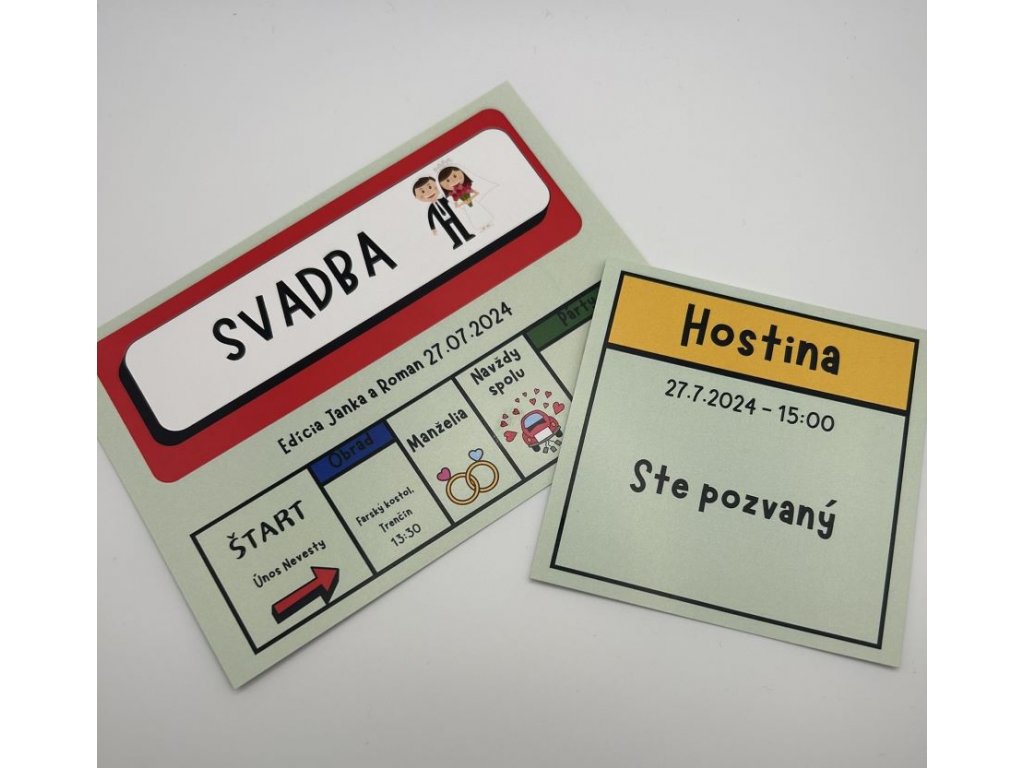 SVADBA
Edícia Janka a Roman 27.07.2024
ŠTART
Únos Nevesty
Obrad
Farský kostol,
Trenčín
13:30
Manželia
Navždy
spolu
Párty
Hostina
27.7.2024 - 15:00
Ste pozvaný